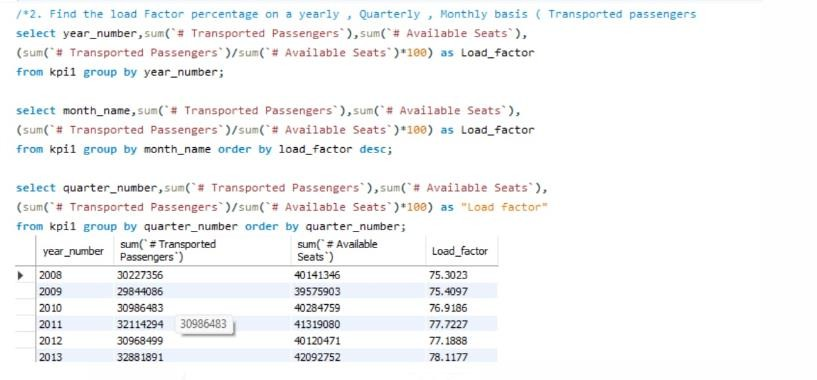 /*2. Find the load Factor percentage on a yearly , Quarterly , Monthly basis ( Transported passengers
select year_number,sum(`# Transported Passengers`),sum(`# Available Seats`),
(sum(`# Transported Passengers`)/sum(`# Available Seats`)*100) as Load_factor
from kpi1 group by year_number;
select month_name,sum(`# Transported Passengers`),sum(`# Available Seats`),
(sum(`# Transported Passengers`)/sum(`# Available Seats`)*100) as Load_factor
from kpi1 group by month_name order by load_factor desc;
select quarter_number,sum(`# Transported Passengers`),sum(`# Available Seats`),
(sum(`# Transported Passengers`)/sum(`# Available Seats`)*100) as "Load factor"
from kpi1 group by quarter_number order by quarter_number;
year_number sum(`# Transported Passengers`) sum(`# Available Seats`) Load_factor
2008 30227356 40141346 75.3023
2009 29844086 39575903 75.4097
2010 30986483 40284759 76.9186
2011 32114294 30986483 41319080 77.7227
2012 30968499 40120471 77.1888
2013 32881891 42092752 78.1177